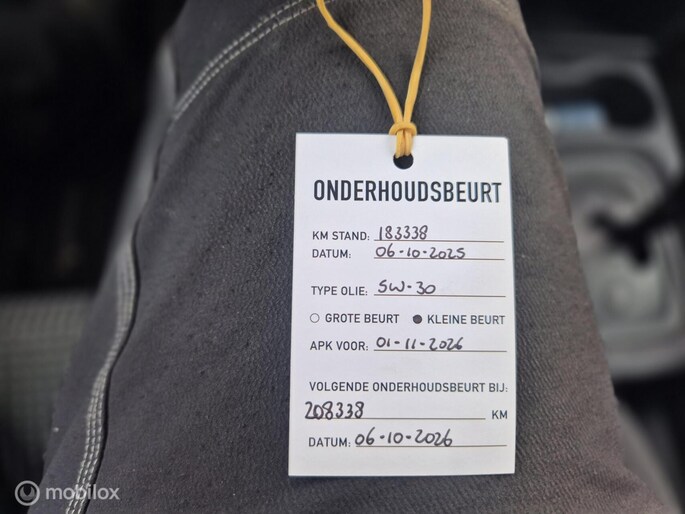 ONDERHOUDSBEURT
KM STAND: 183338
DATUM: 06-10-2025
TYPE OLIE: 5W-30
○ GROTE BEURT ● KLEINE BEURT
APK VOOR: 01-11-2026
VOLGENDE ONDERHOUDSBEURT BIJ:
208338 KM
DATUM: 06-10-2026
mobilox